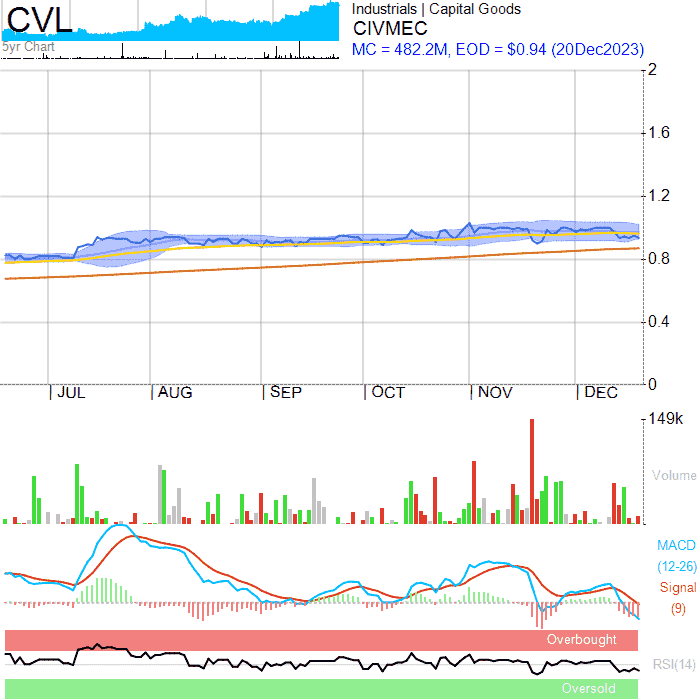 CVL
5yr Chart
Industrials | Capital Goods
CIVMEC
MC = 482.2M, EOD = $0.94 (20Dec2023)
2
1.6
1.2
0.8
0.4
0
JUL AUG SEP OCT NOV DEC
149k
Volume
MACD
(12-26)
Signal
(9)
Overbought
RSI(14)
Oversold